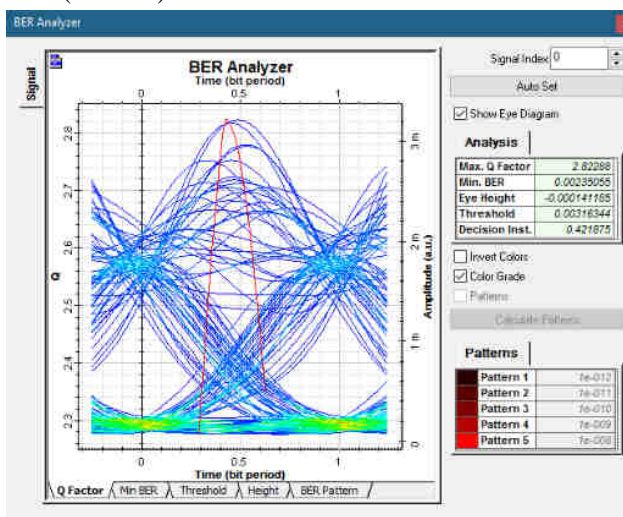 BER Analyzer
Signal Index 0
Auto Set
Show Eye Diagram
Analysis
Max. Q Factor 2.82288
Min. BER 0.00235055
Eye Height -0.000141185
Threshold 0.00316344
Decision Inst. 0.421875
Invert Colors
Color Grade
Patterns
Calculate Patterns
Patterns
Pattern 1 1e-012
Pattern 2 1e-011
Pattern 3 1e-010
Pattern 4 1e-009
Pattern 5 1e-008
Signal
BER Analyzer
Time (bit period)
0 0.5 1
2.8
2.7
2.6
2.5
2.4
2.3
Q
3 m
2 m
1 m
0
Amplitude (a.u.)
0 0.5 1
Time (bit period)
Q Factor Min BER Threshold Height BER Pattern